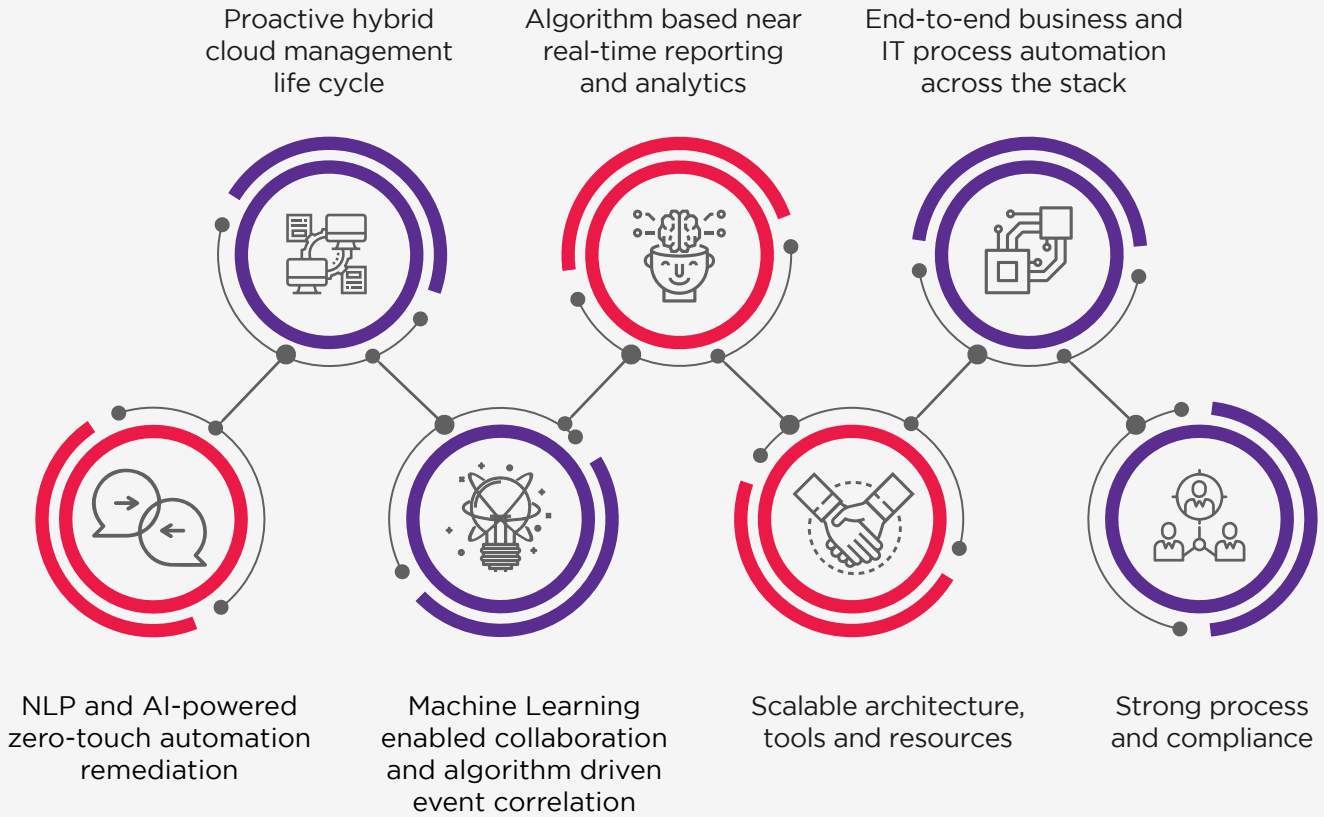 Proactive hybrid
cloud management
life cycle
Algorithm based near
real-time reporting
and analytics
End-to-end business and
IT process automation
across the stack
NLP and AI-powered
zero-touch automation
remediation
Machine Learning
enabled collaboration
and algorithm driven
event correlation
Scalable architecture,
tools and resources
Strong process
and compliance